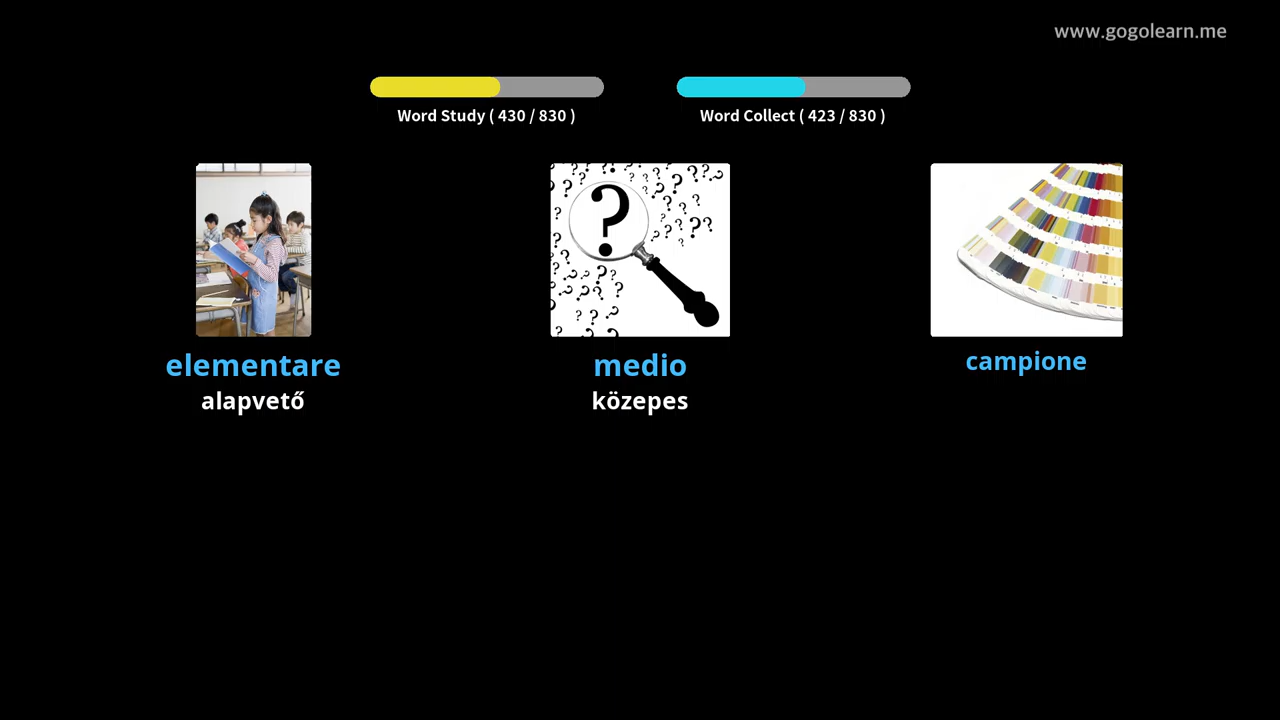 www.gogolearn.me
Word Study ( 430 / 830 )
Word Collect ( 423 / 830 )
elementare
alapvető
medio
közepes
campione